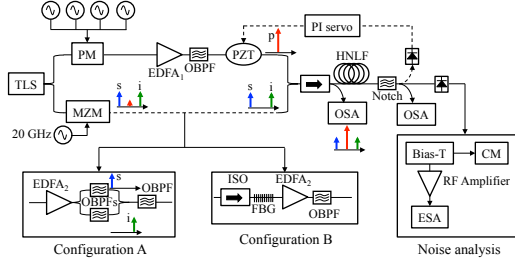 p
PI servo
PM
EDFA1
OBPF
PZT
HNLF
TLS
s
i
s
i
OSA
Notch
OSA
MZM
20 GHz
Bias-T
CM
RF Amplifier
ESA
EDFA2
s
OBPF
OBPFs
i
ISO
EDFA2
FBG
OBPF
Configuration A
Configuration B
Noise analysis